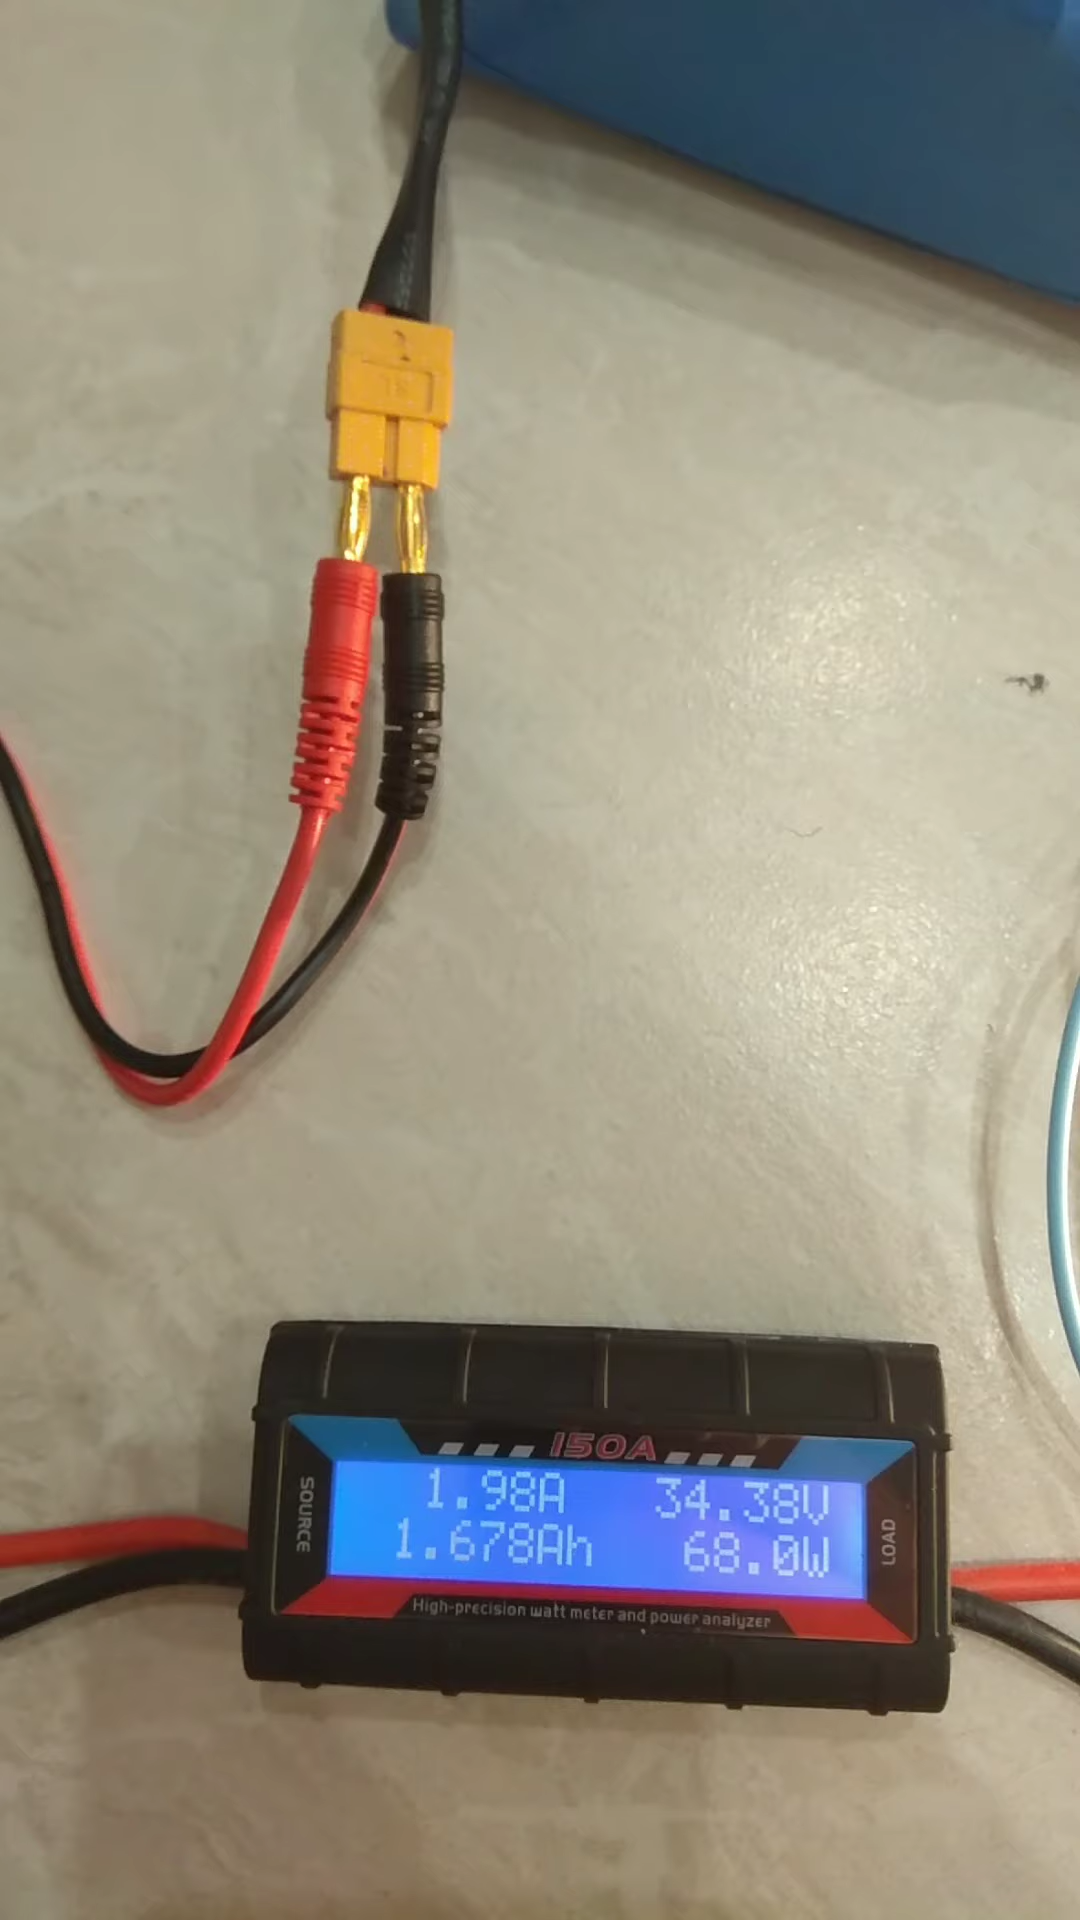 150A
SOURCE
1.98A 34.38V
1.678Ah 68.0W
LOAD
High-precision watt meter and power analyzer